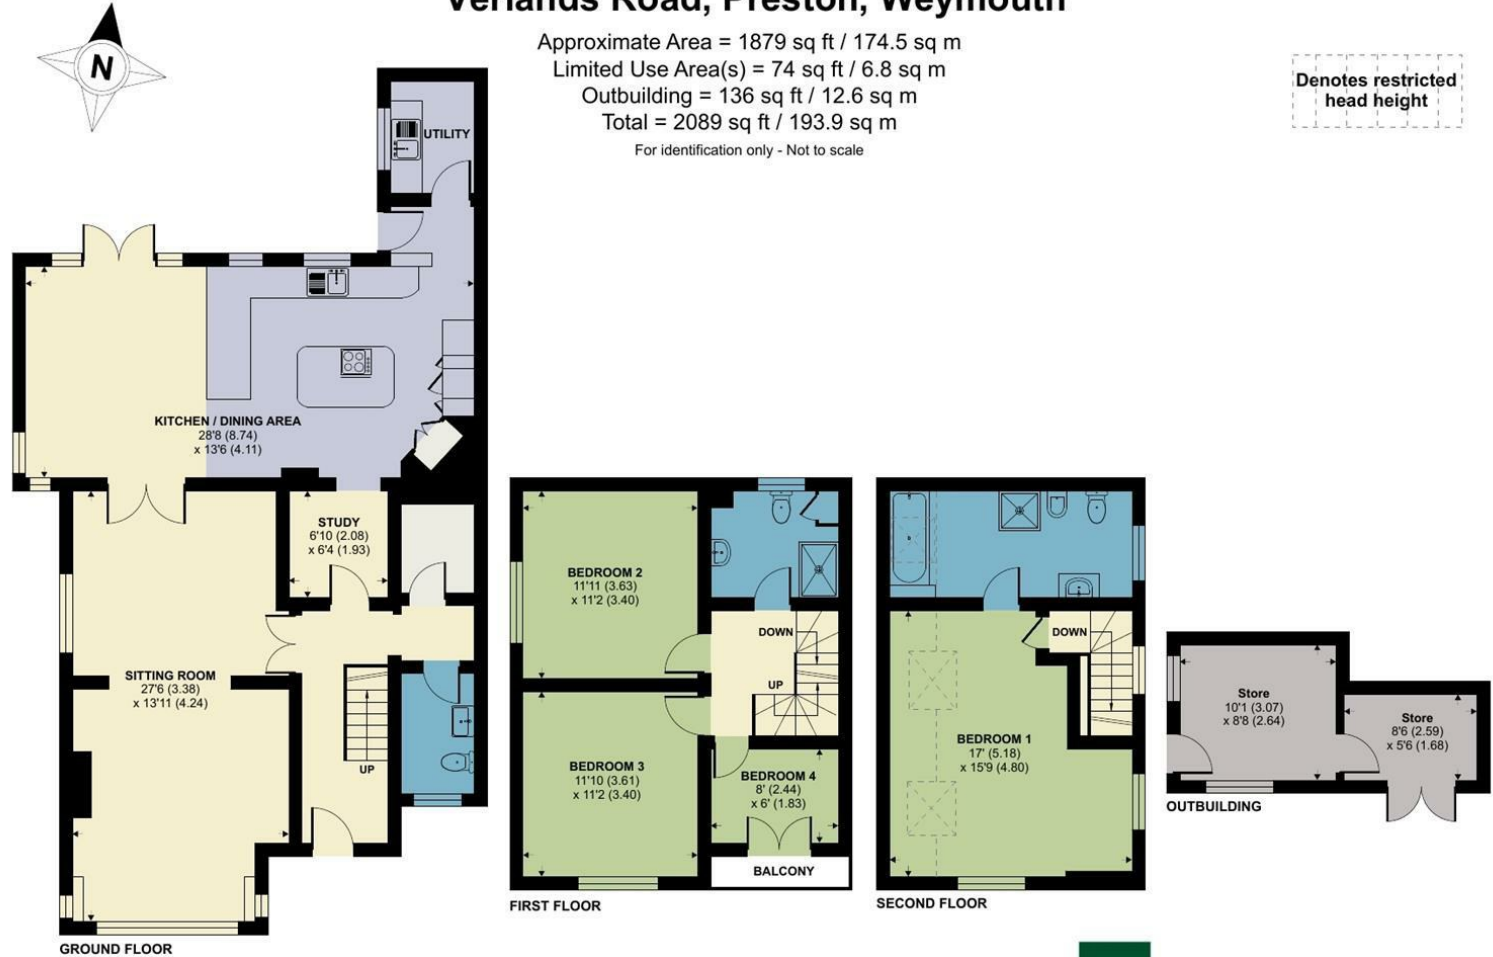 Verlands Road, Preston, Weymouth
Approximate Area = 1879 sq ft / 174.5 sq m
Limited Use Area(s) = 74 sq ft / 6.8 sq m
Outbuilding = 136 sq ft / 12.6 sq m
Total = 2089 sq ft / 193.9 sq m
For identification only - Not to scale
Denotes restricted
head height
N
UTILITY
KITCHEN / DINING AREA
28'8 (8.74)
x 13'6 (4.11)
STUDY
6'10 (2.08)
x 6'4 (1.93)
SITTING ROOM
27'6 (3.38)
x 13'11 (4.24)
UP
GROUND FLOOR
BEDROOM 2
11'11 (3.63)
x 11'2 (3.40)
DOWN
UP
BEDROOM 3
11'10 (3.61)
x 11'2 (3.40)
BEDROOM 4
8' (2.44)
x 6' (1.83)
BALCONY
FIRST FLOOR
DOWN
BEDROOM 1
17' (5.18)
x 15'9 (4.80)
SECOND FLOOR
Store
10'1 (3.07)
x 8'8 (2.64)
Store
8'6 (2.59)
x 5'6 (1.68)
OUTBUILDING